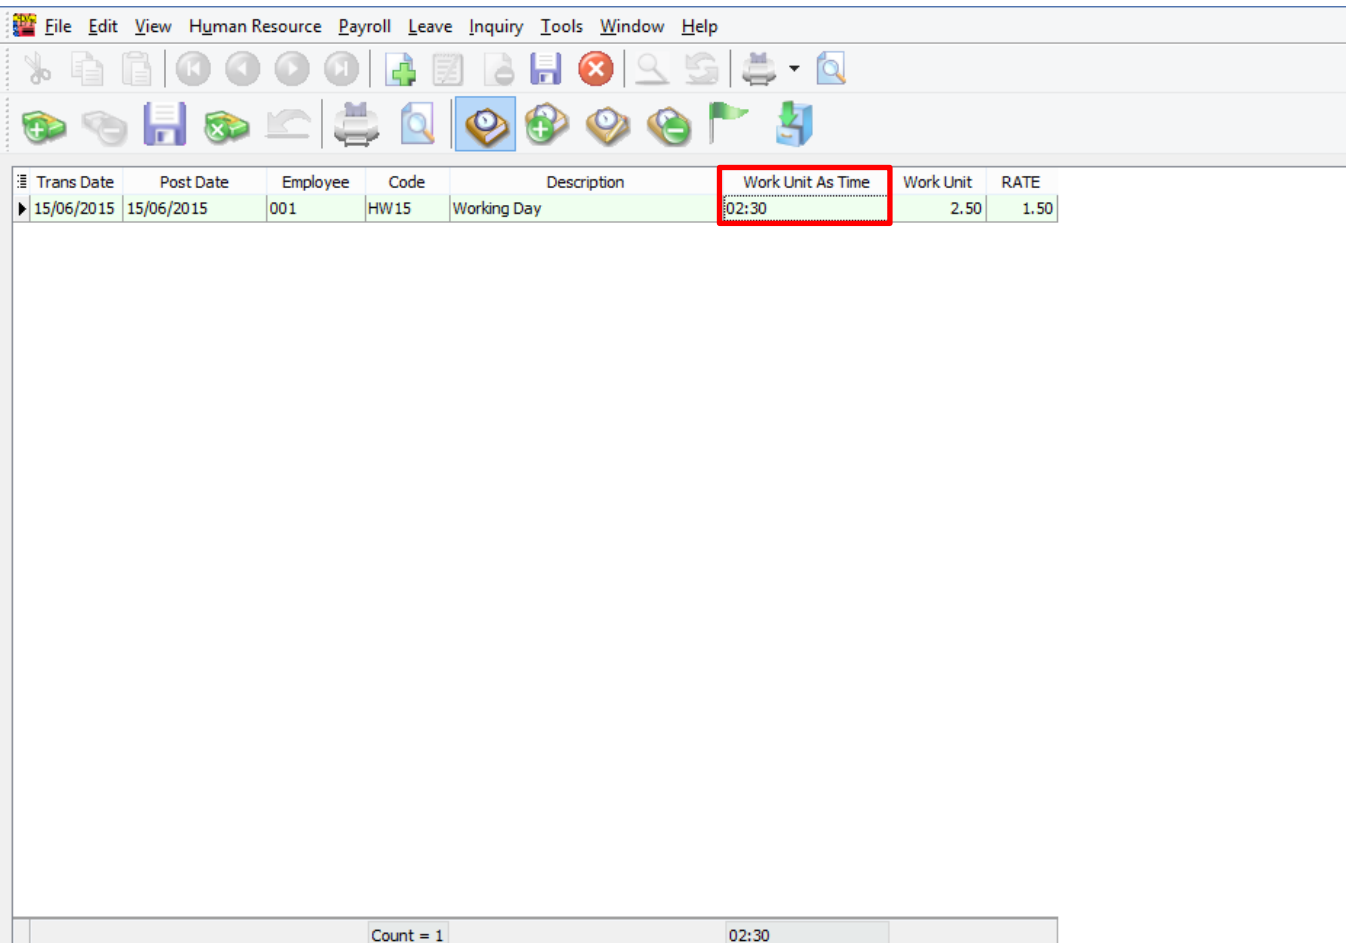 File Edit View Human Resource Payroll Leave Inquiry Tools Window Help
Trans Date Post Date Employee Code Description Work Unit As Time Work Unit RATE
15/06/2015 15/06/2015 001 HW15 Working Day 02:30 2.50 1.50
Count = 1 02:30